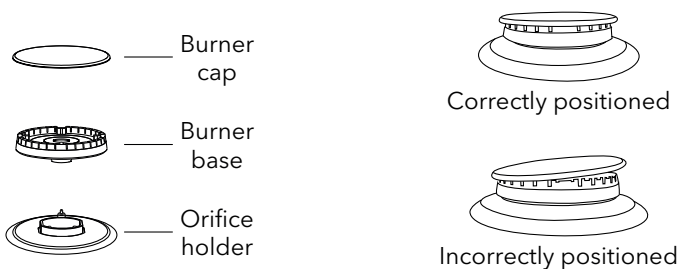 Burner
cap
Burner
base
Orifice
holder
Correctly positioned
Incorrectly positioned